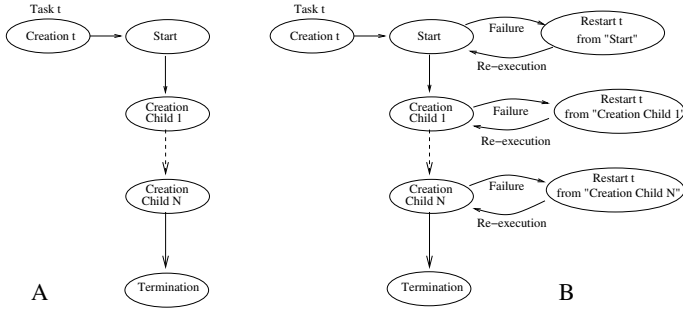 Task t
Creation t
Start
Creation
Child 1
Creation
Child N
Termination
A
Task t
Creation t
Start
Failure
Re−execution
Restart t
from "Start"
Creation
Child 1
Failure
Re−execution
Restart t
from "Creation Child 1"
Creation
Child N
Failure
Re−execution
Restart t
from "Creation Child N"
Termination
B